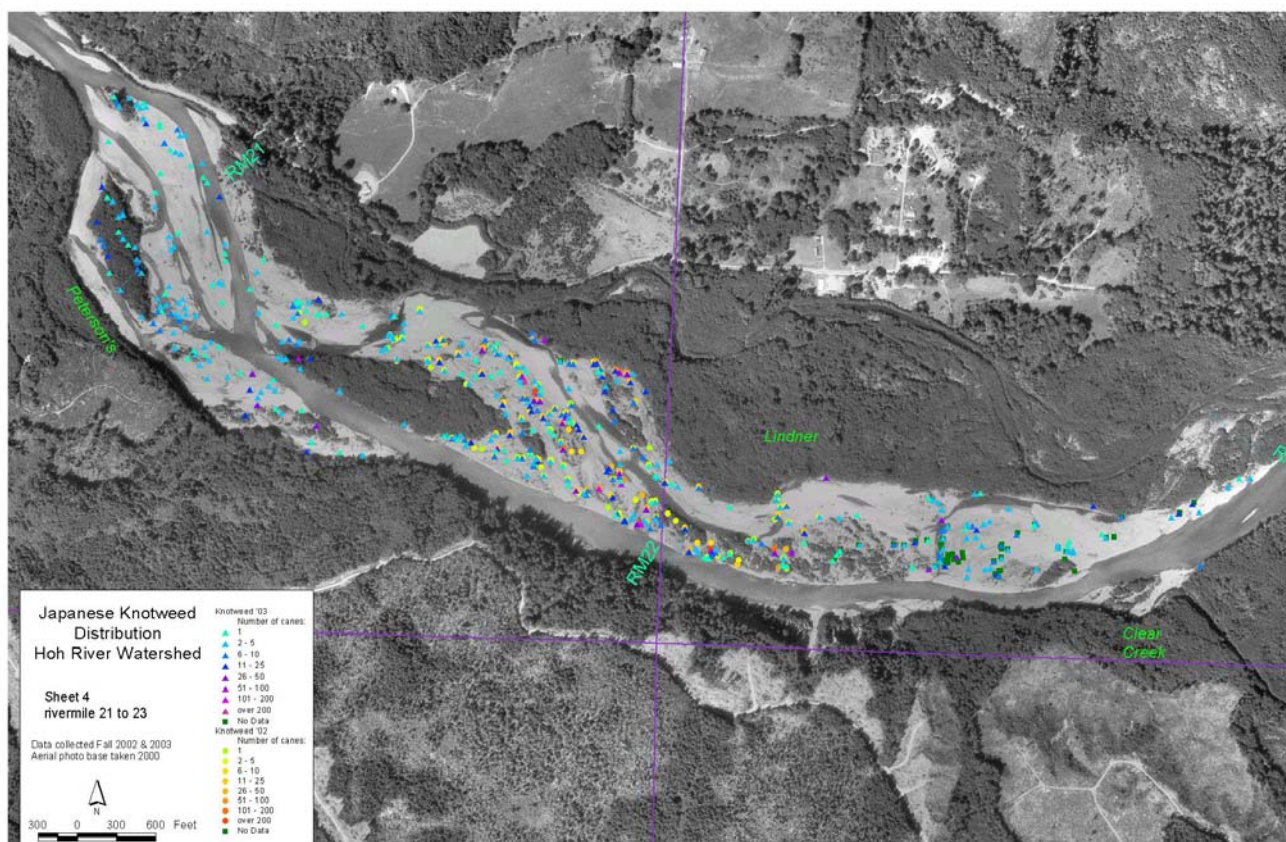 RM21
Peterson's
Lindner
RM22
Clear
Creek
Japanese Knotweed
Distribution
Hoh River Watershed
Sheet 4
rivermile 21 to 23
Data collected Fall 2002 & 2003
Aerial photo base taken 2000
N
300 0 300 600 Feet
Knotweed '03
Number of canes:
1
2 - 5
6 - 10
11 - 25
26 - 50
51 - 100
101 - 200
over 200
No Data
Knotweed '02
Number of canes:
1
2 - 5
6 - 10
11 - 25
26 - 50
51 - 100
101 - 200
over 200
No Data